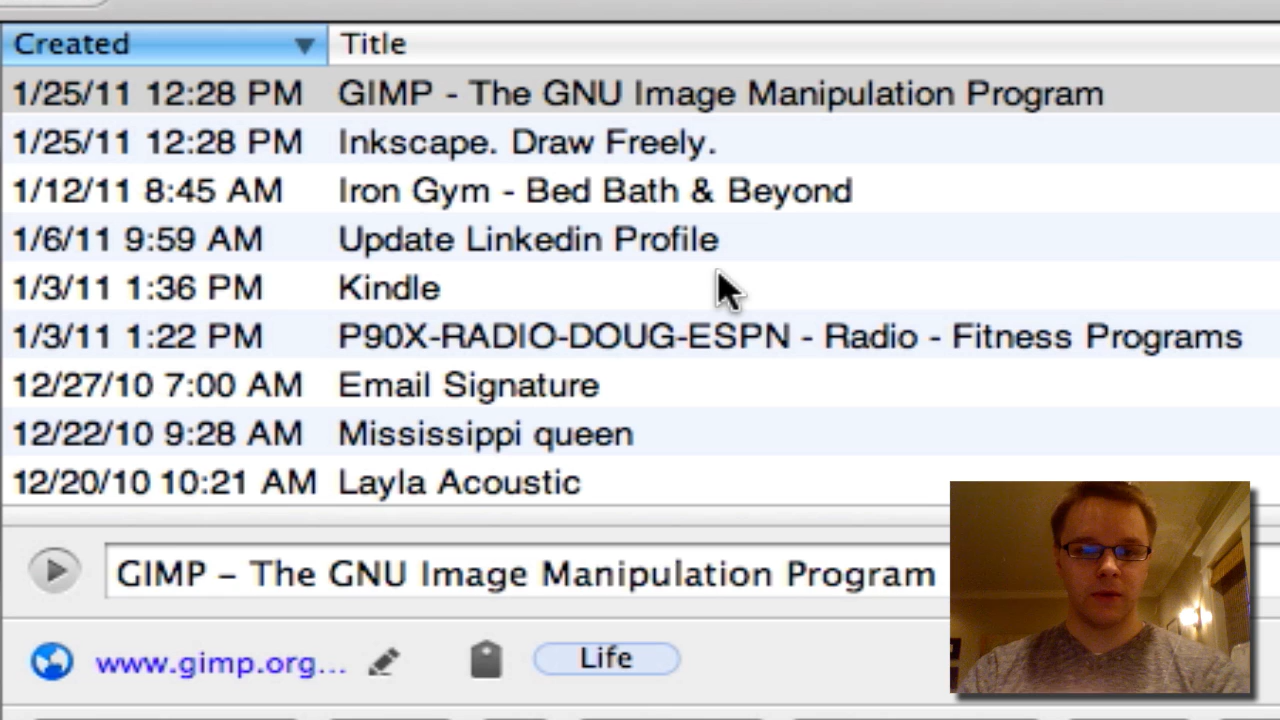 Created Title
1/25/11 12:28 PM GIMP - The GNU Image Manipulation Program
1/25/11 12:28 PM Inkscape. Draw Freely.
1/12/11 8:45 AM Iron Gym - Bed Bath & Beyond
1/6/11 9:59 AM Update Linkedin Profile
1/3/11 1:36 PM Kindle
1/3/11 1:22 PM P90X-RADIO-DOUG-ESPN - Radio - Fitness Programs
12/27/10 7:00 AM Email Signature
12/22/10 9:28 AM Mississippi queen
12/20/10 10:21 AM Layla Acoustic
GIMP – The GNU Image Manipulation Program
www.gimp.org... Life